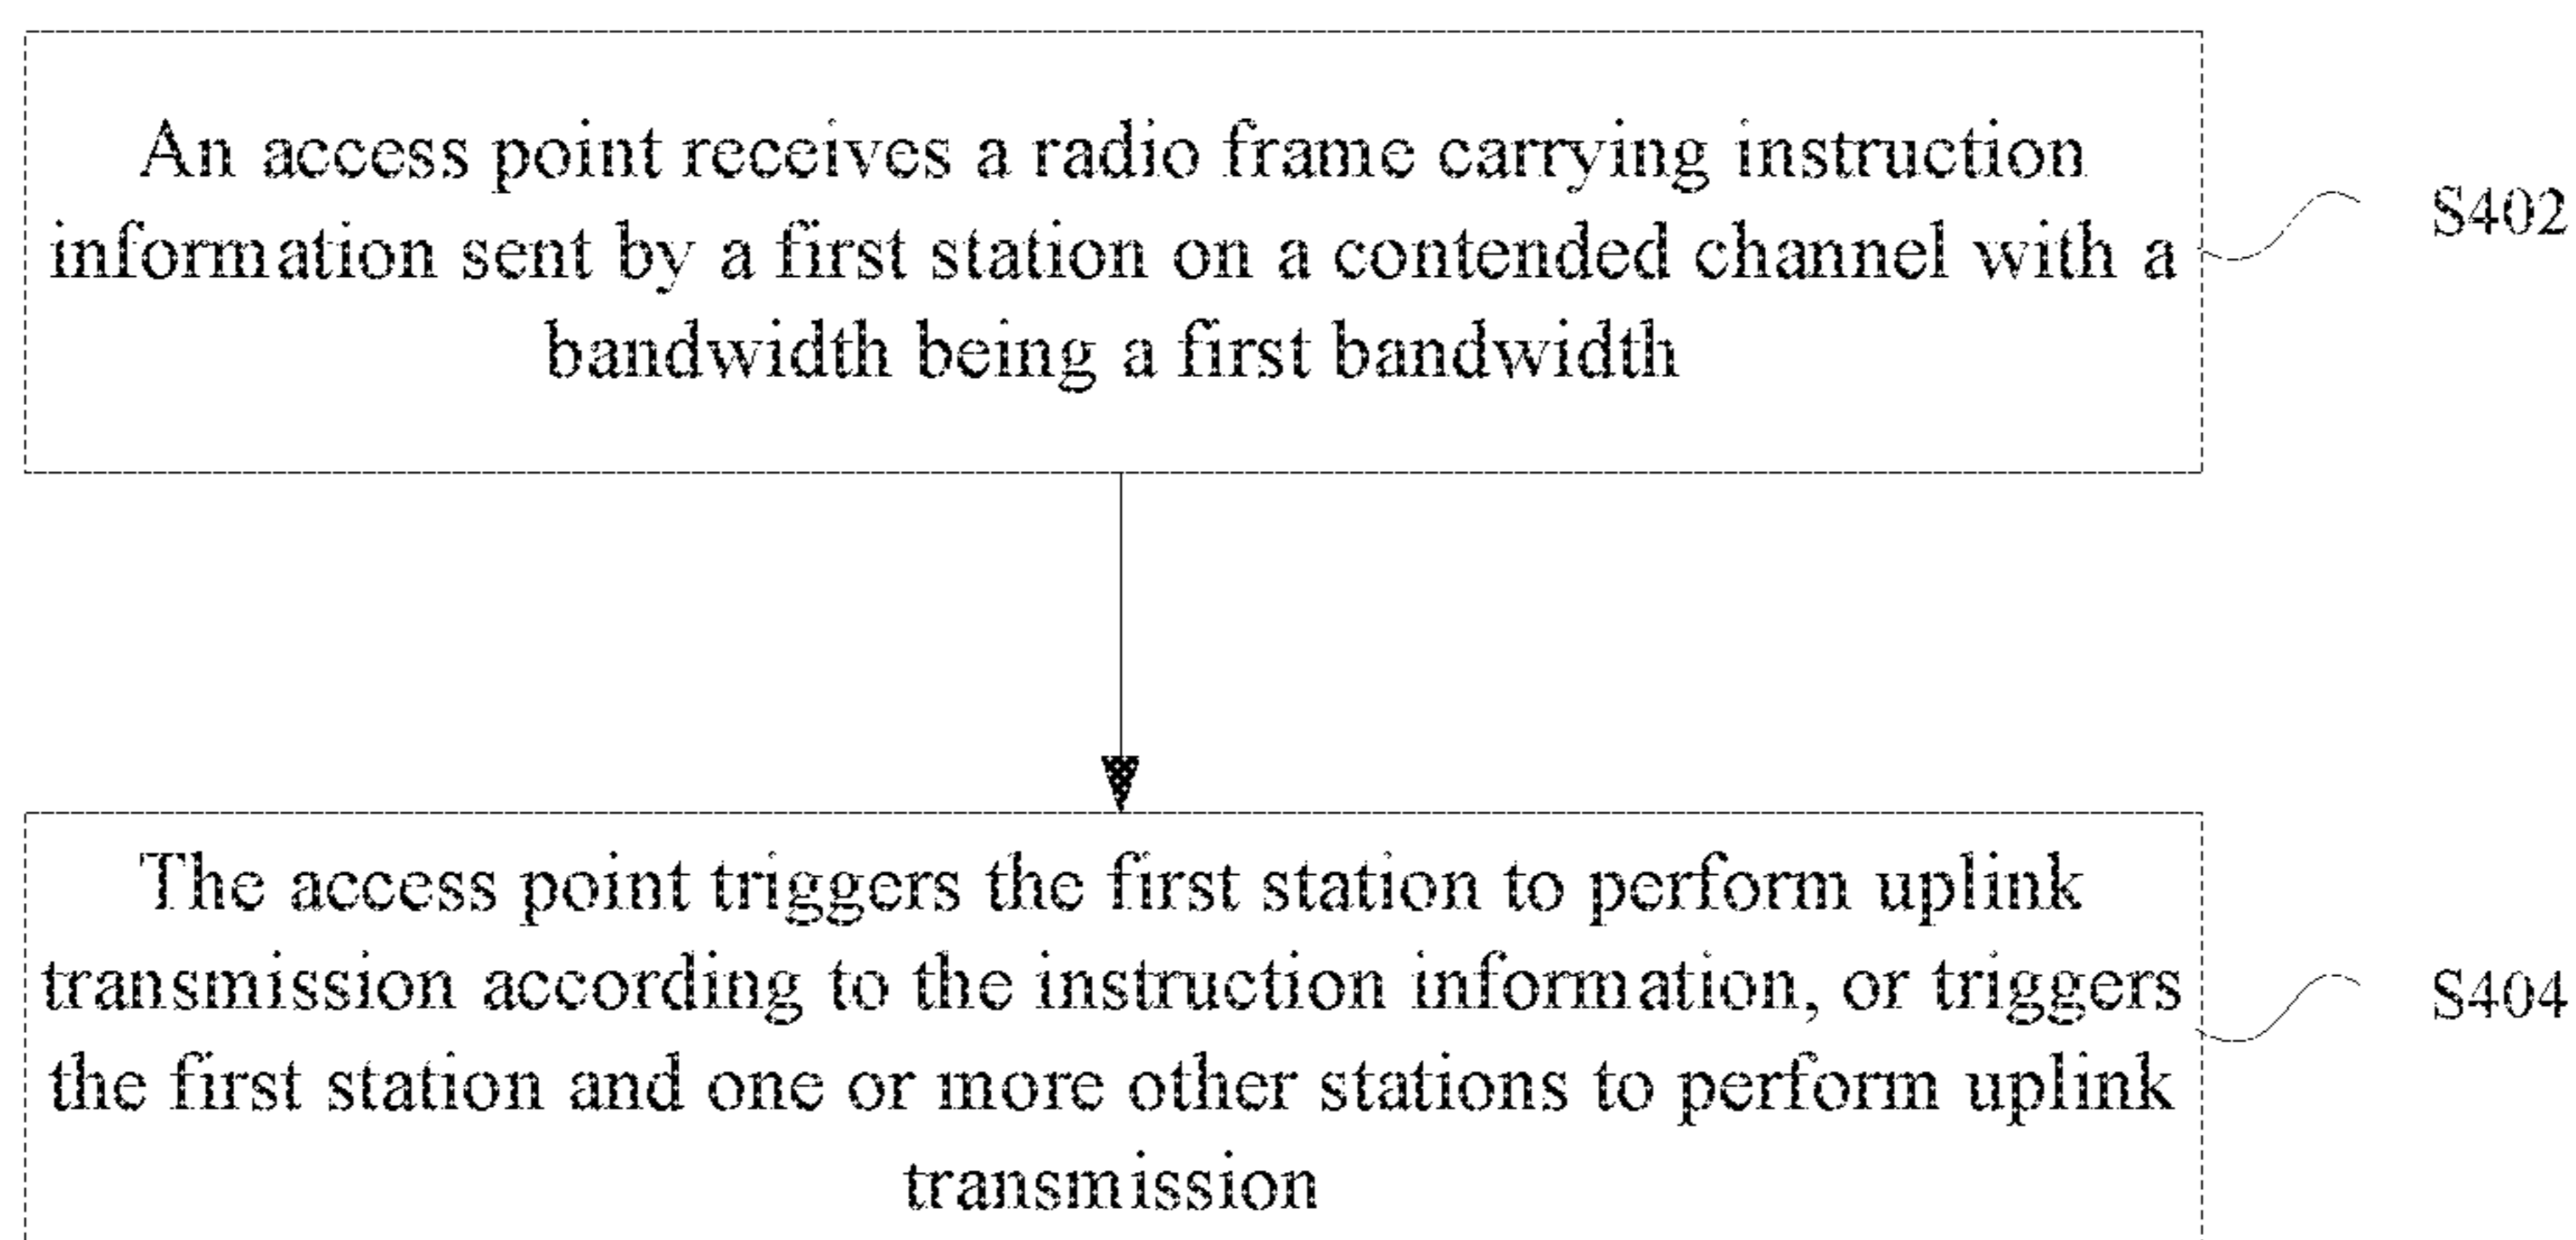 An access point receives a radio frame carrying instruction
information sent by a first station on a contended channel with a
bandwidth being a first bandwidth
S402
The access point triggers the first station to perform uplink
transmission according to the instruction information, or triggers
the first station and one or more other stations to perform uplink
transmission
S404